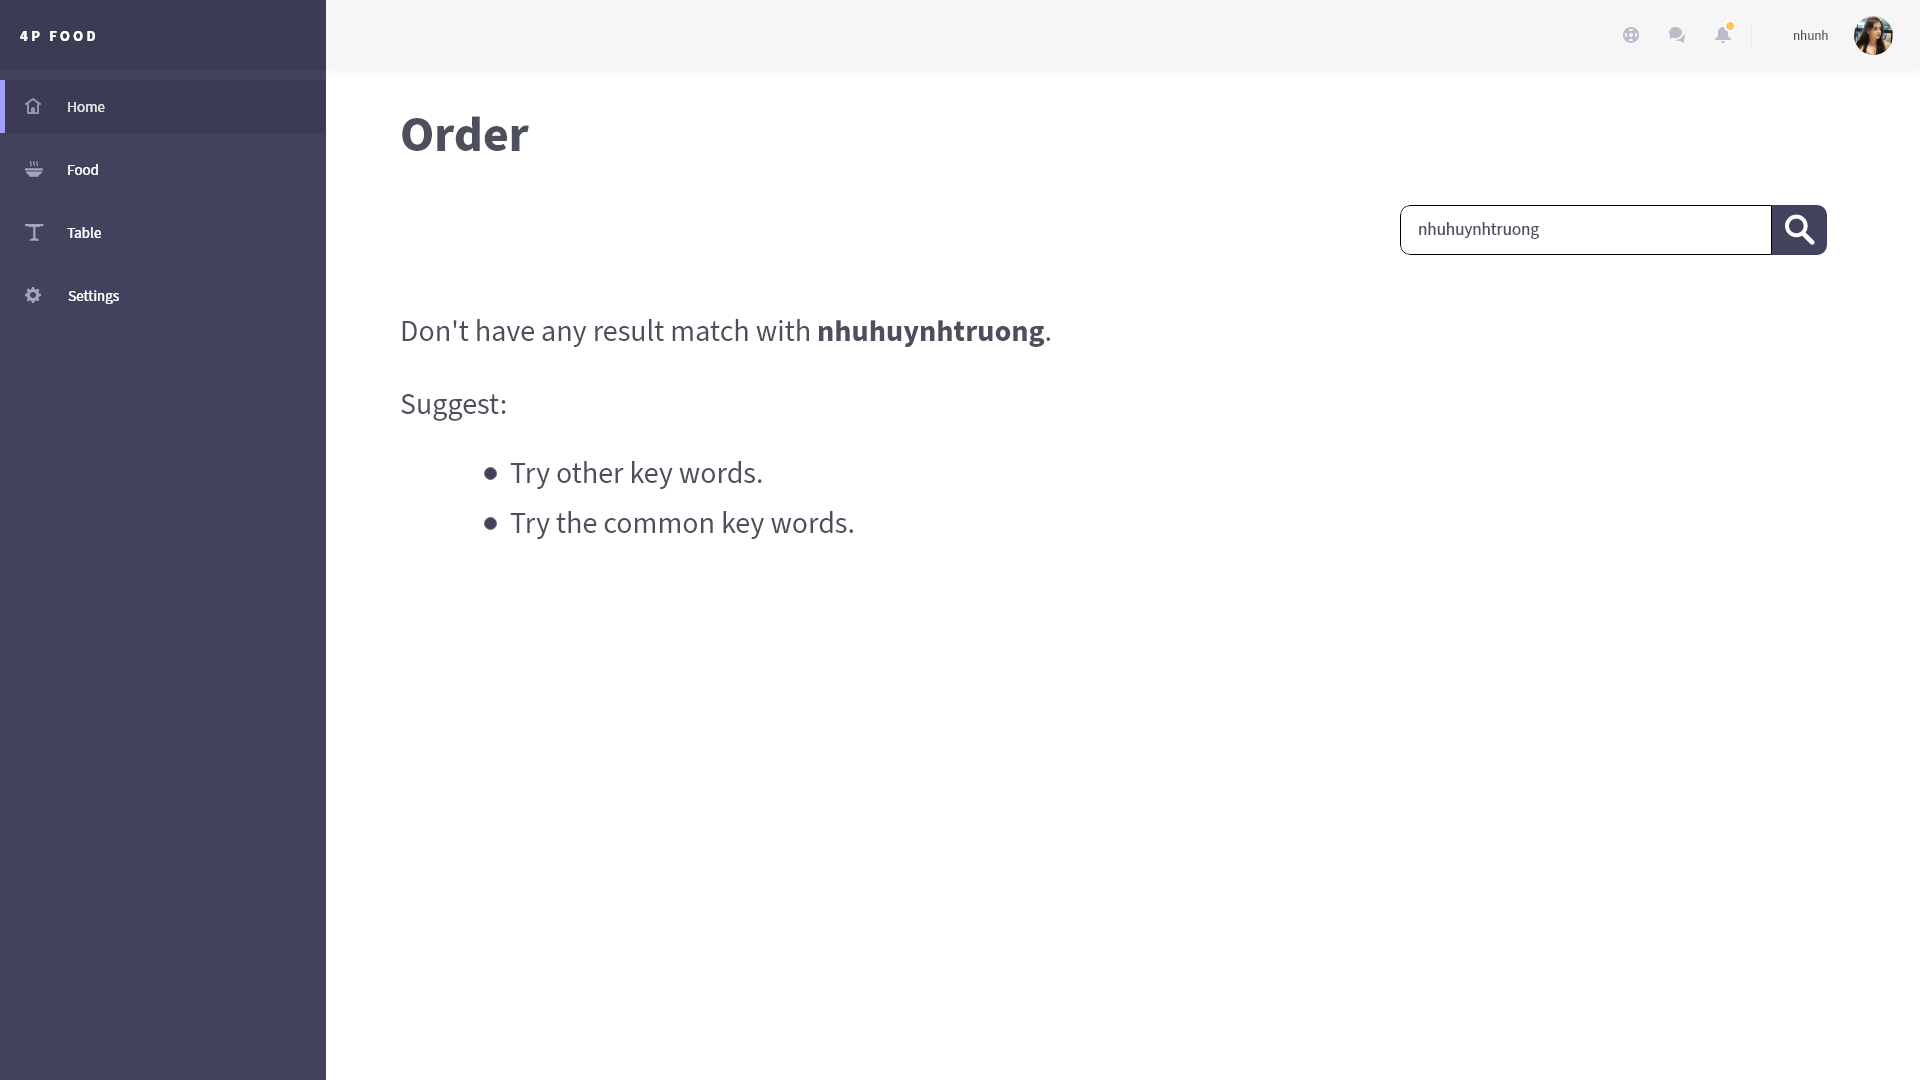 4P FOOD
nhunh
Home
Food
Table
Settings
Order
nhuhuynhtruong
Don't have any result match with nhuhuynhtruong.
Suggest:
Try other key words.
Try the common key words.